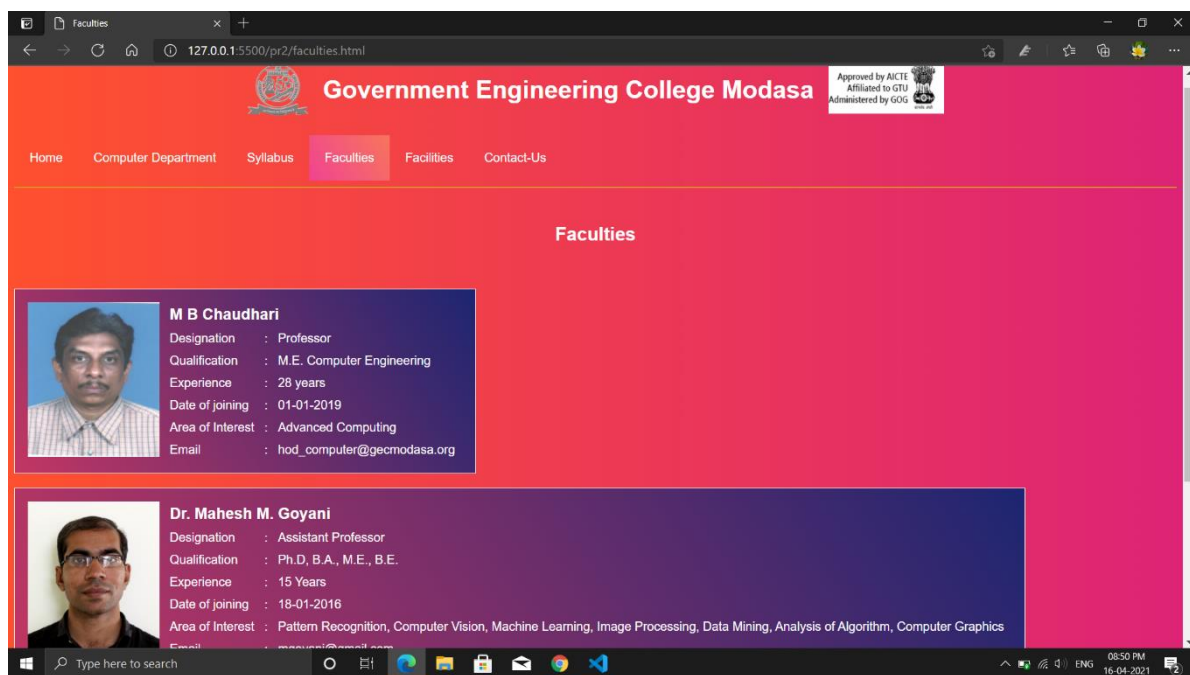 Faculties
127.0.0.1:5500/pr2/faculties.html
Government Engineering College Modasa
Approved by AICTE
Affiliated to GTU
Administered by GOG
Home Computer Department Syllabus Faculties Facilities Contact-Us
Faculties
M B Chaudhari
Designation : Professor
Qualification : M.E. Computer Engineering
Experience : 28 years
Date of joining : 01-01-2019
Area of Interest : Advanced Computing
Email : hod_computer@gecmodasa.org
Dr. Mahesh M. Goyani
Designation : Assistant Professor
Qualification : Ph.D, B.A., M.E., B.E.
Experience : 15 Years
Date of joining : 18-01-2016
Area of Interest : Pattern Recognition, Computer Vision, Machine Learning, Image Processing, Data Mining, Analysis of Algorithm, Computer Graphics
Email :
Type here to search
ENG
08:50 PM
16-04-2021
2